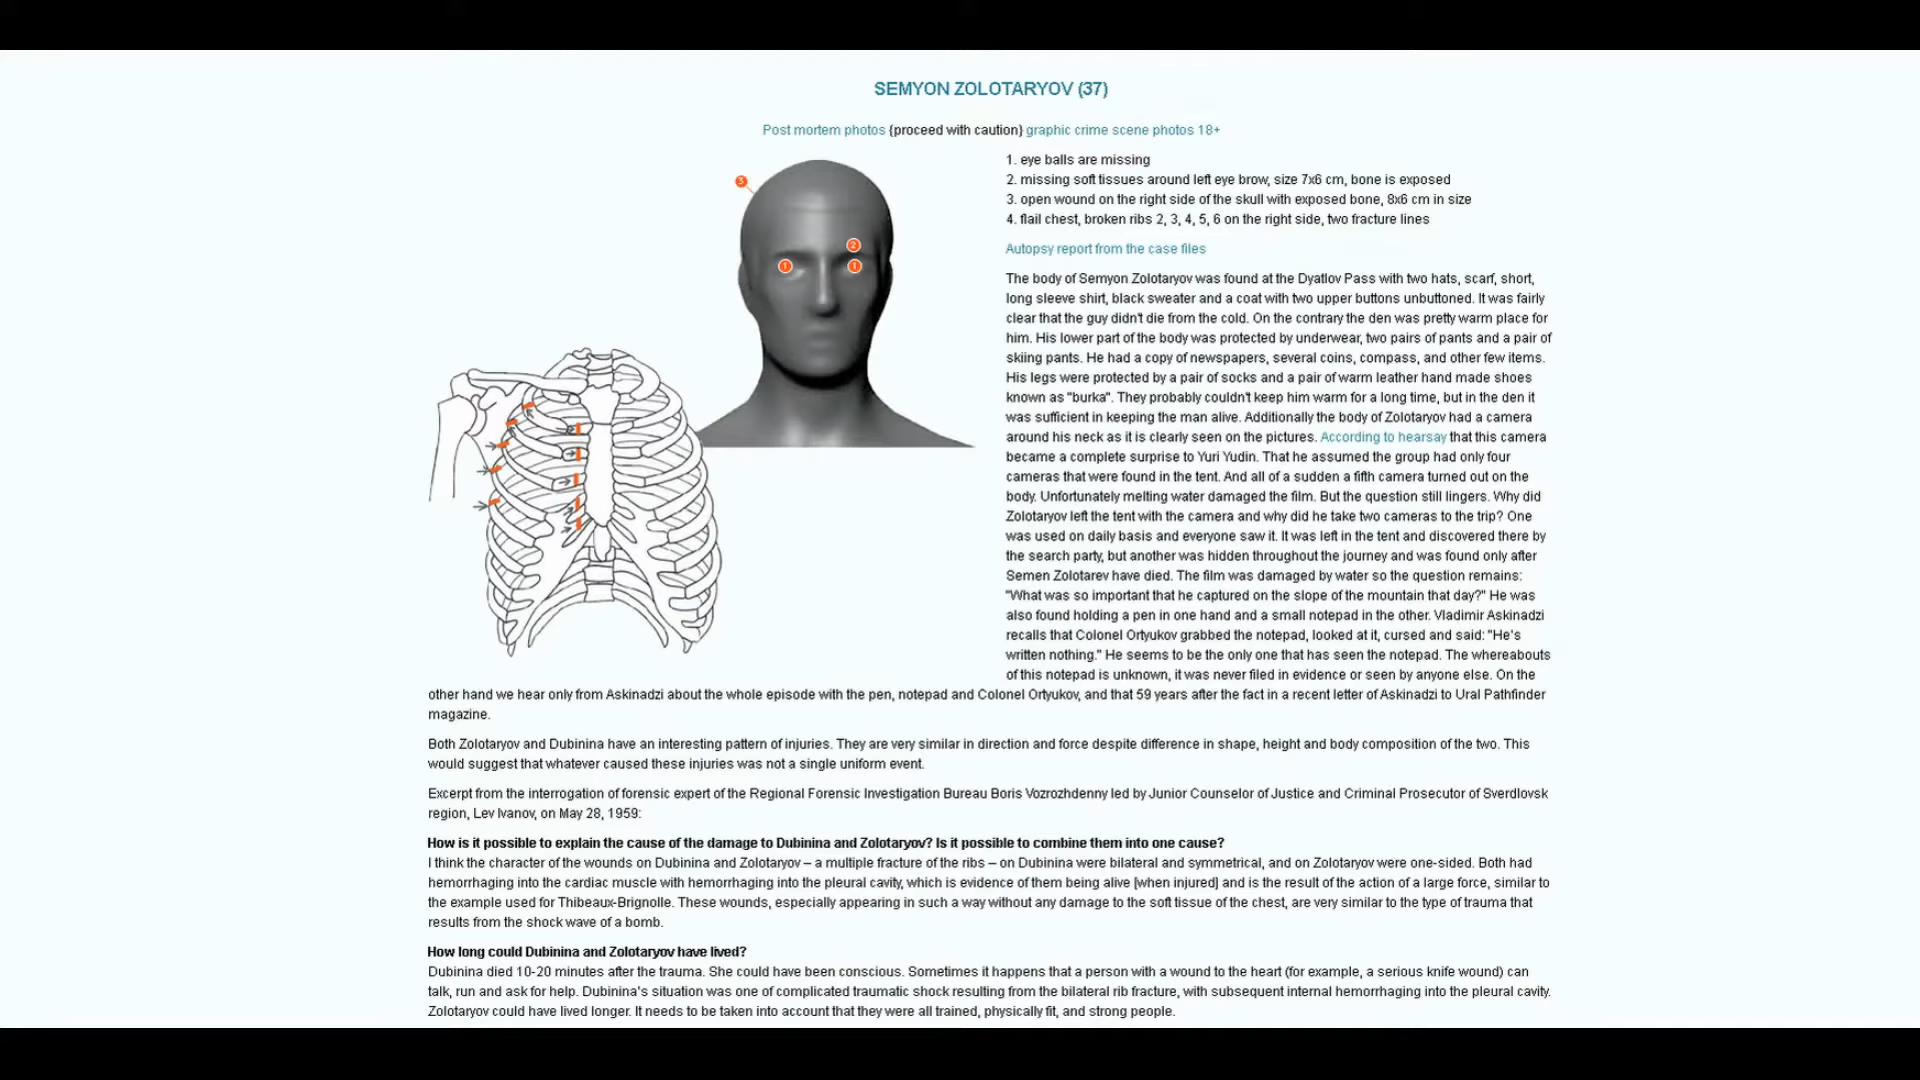 SEMYON ZOLOTARYOV (37)
Post mortem photos {proceed with caution} graphic crime scene photos 18+
1. eye balls are missing
2. missing soft tissues around left eye brow, size 7x6 cm, bone is exposed
3. open wound on the right side of the skull with exposed bone, 8x6 cm in size
4. flail chest, broken ribs 2, 3, 4, 5, 6 on the right side, two fracture lines
3
2
1
1
Autopsy report from the case files
The body of Semyon Zolotaryov was found at the Dyatlov Pass with two hats, scarf, short,
long sleeve shirt, black sweater and a coat with two upper buttons unbuttoned. It was fairly
clear that the guy didn't die from the cold. On the contrary the den was pretty warm place for
him. His lower part of the body was protected by underwear, two pairs of pants and a pair of
skiing pants. He had a copy of newspapers, several coins, compass, and other few items.
His legs were protected by a pair of socks and a pair of warm leather hand made shoes
known as "burka". They probably couldn't keep him warm for a long time, but in the den it
was sufficient in keeping the man alive. Additionally the body of Zolotaryov had a camera
around his neck as it is clearly seen on the pictures. According to hearsay that this camera
became a complete surprise to Yuri Yudin. That he assumed the group had only four
cameras that were found in the tent. And all of a sudden a fifth camera turned out on the
body. Unfortunately melting water damaged the film. But the question still lingers. Why did
Zolotaryov left the tent with the camera and why did he take two cameras to the trip? One
was used on daily basis and everyone saw it. It was left in the tent and discovered there by
the search party, but another was hidden throughout the journey and was found only after
Semen Zolotarev have died. The film was damaged by water so the question remains:
"What was so important that he captured on the slope of the mountain that day?" He was
also found holding a pen in one hand and a small notepad in the other. Vladimir Askinadzi
recalls that Colonel Ortyukov grabbed the notepad, looked at it, cursed and said: "He's
written nothing." He seems to be the only one that has seen the notepad. The whereabouts
of this notepad is unknown, it was never filed in evidence or seen by anyone else. On the
other hand we hear only from Askinadzi about the whole episode with the pen, notepad and Colonel Ortyukov, and that 59 years after the fact in a recent letter of Askinadzi to Ural Pathfinder
magazine.
Both Zolotaryov and Dubinina have an interesting pattern of injuries. They are very similar in direction and force despite difference in shape, height and body composition of the two. This
would suggest that whatever caused these injuries was not a single uniform event.
Excerpt from the interrogation of forensic expert of the Regional Forensic Investigation Bureau Boris Vozrozhdenny led by Junior Counselor of Justice and Criminal Prosecutor of Sverdlovsk
region, Lev Ivanov, on May 28, 1959:
How is it possible to explain the cause of the damage to Dubinina and Zolotaryov? Is it possible to combine them into one cause?
I think the character of the wounds on Dubinina and Zolotaryov – a multiple fracture of the ribs – on Dubinina were bilateral and symmetrical, and on Zolotaryov were one-sided. Both had
hemorrhaging into the cardiac muscle with hemorrhaging into the pleural cavity, which is evidence of them being alive [when injured] and is the result of the action of a large force, similar to
the example used for Thibeaux-Brignolle. These wounds, especially appearing in such a way without any damage to the soft tissue of the chest, are very similar to the type of trauma that
results from the shock wave of a bomb.
How long could Dubinina and Zolotaryov have lived?
Dubinina died 10-20 minutes after the trauma. She could have been conscious. Sometimes it happens that a person with a wound to the heart (for example, a serious knife wound) can
talk, run and ask for help. Dubinina's situation was one of complicated traumatic shock resulting from the bilateral rib fracture, with subsequent internal hemorrhaging into the pleural cavity.
Zolotaryov could have lived longer. It needs to be taken into account that they were all trained, physically fit, and strong people.